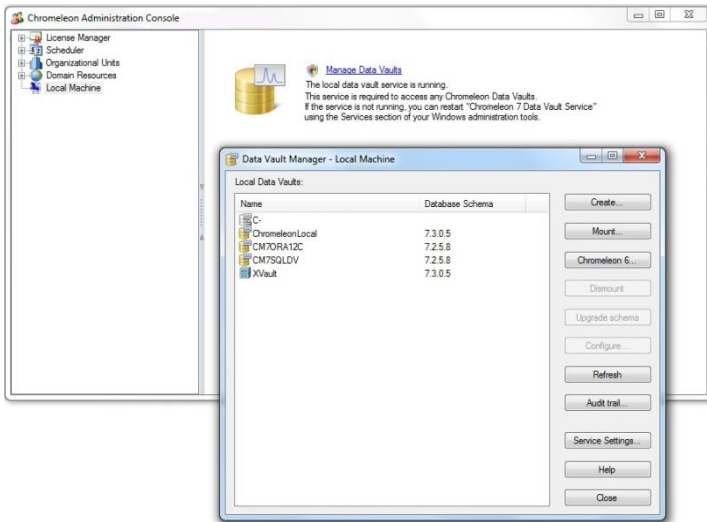 Chromeleon Administration Console
License Manager
Scheduler
Organizational Units
Domain Resources
Local Machine
Manage Data Vaults
The local data vault service is running.
This service is required to access any Chromeleon Data Vaults.
If the service is not running, you can restart "Chromeleon 7 Data Vault Service"
using the Services section of your Windows administration tools.
Data Vault Manager - Local Machine
Local Data Vaults:
Name Database Schema
C-
ChromeleonLocal 7.3.0.5
CM7ORA12C 7.2.5.8
CM7SQLDV 7.2.5.8
XVault 7.3.0.5
Create...
Mount...
Chromeleon 6...
Dismount
Upgrade schema
Configure...
Refresh
Audit trail...
Service Settings...
Help
Close